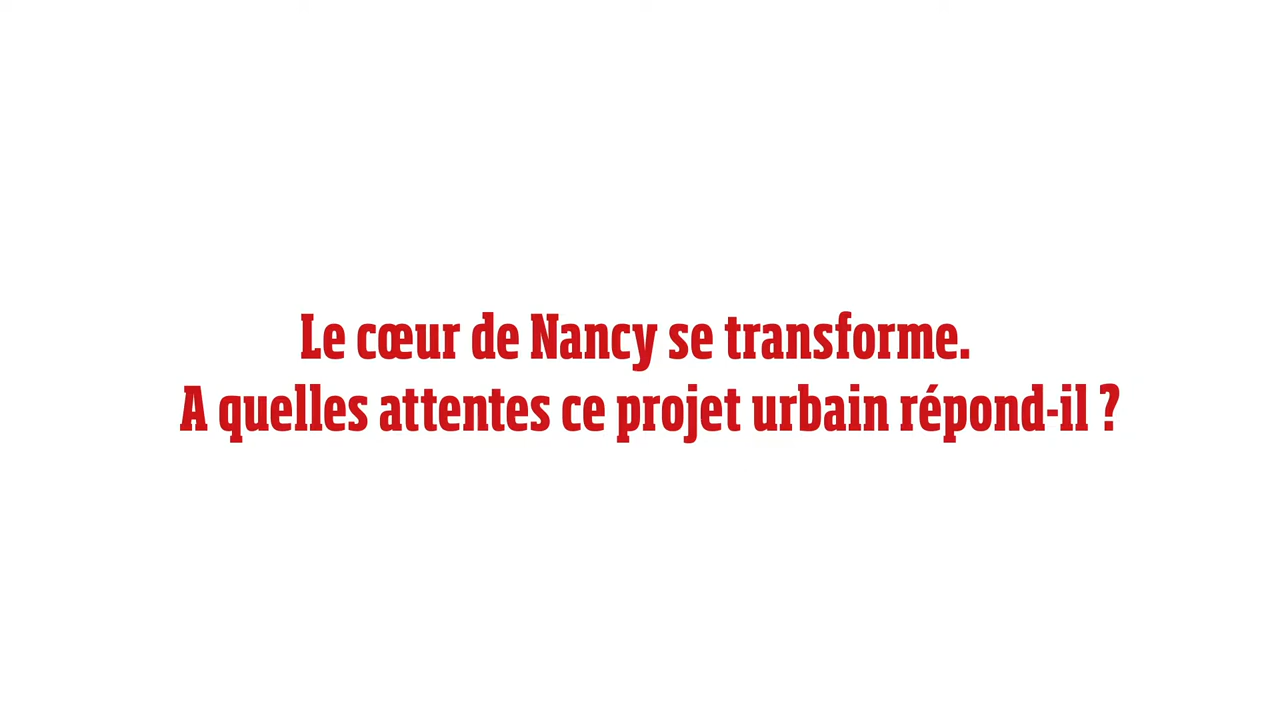 Le cœur de Nancy se transforme.
A quelles attentes ce projet urbain répond-il ?